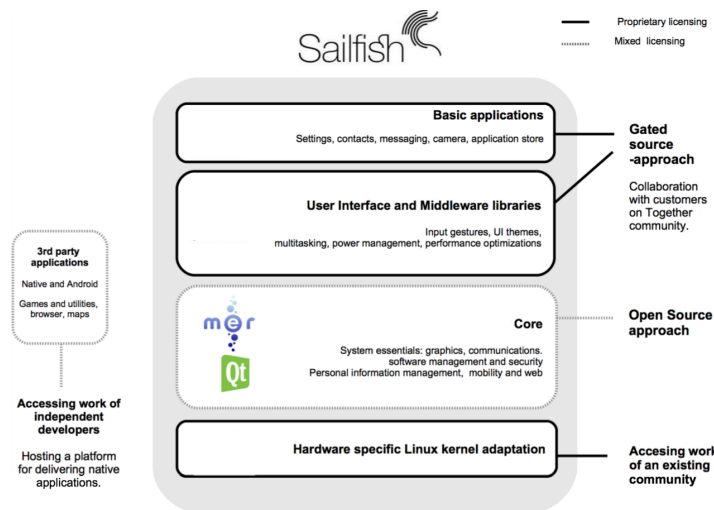 Sailfish
Proprietary licensing
Mixed licensing
Basic applications
Settings, contacts, messaging, camera, application store
Gated
source
-approach
Collaboration
with customers
on Together
community.
User Interface and Middleware libraries
Input gestures, UI themes,
multitasking, power management, performance optimizations
3rd party
applications
Native and Android
Games and utilities,
browser, maps
mer
Qt
Core
System essentials: graphics, communications.
software management and security
Personal information management, mobility and web
Open Source
approach
Accessing work of
independent
developers
Hosting a platform
for delivering native
applications.
Hardware specific Linux kernel adaptation
Accesing work
of an existing
community